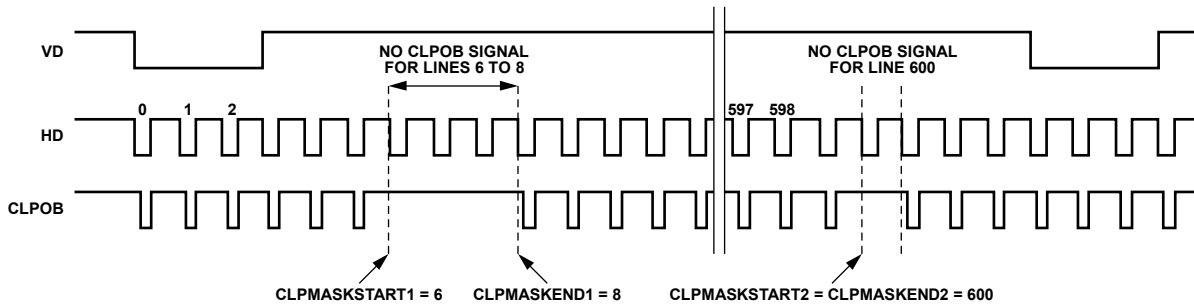 VD
NO CLPOB SIGNAL
FOR LINES 6 TO 8
NO CLPOB SIGNAL
FOR LINE 600
HD
0 1 2 597 598
CLPOB
CLPMASKSTART1 = 6 CLPMASKEND1 = 8 CLPMASKSTART2 = CLPMASKEND2 = 600